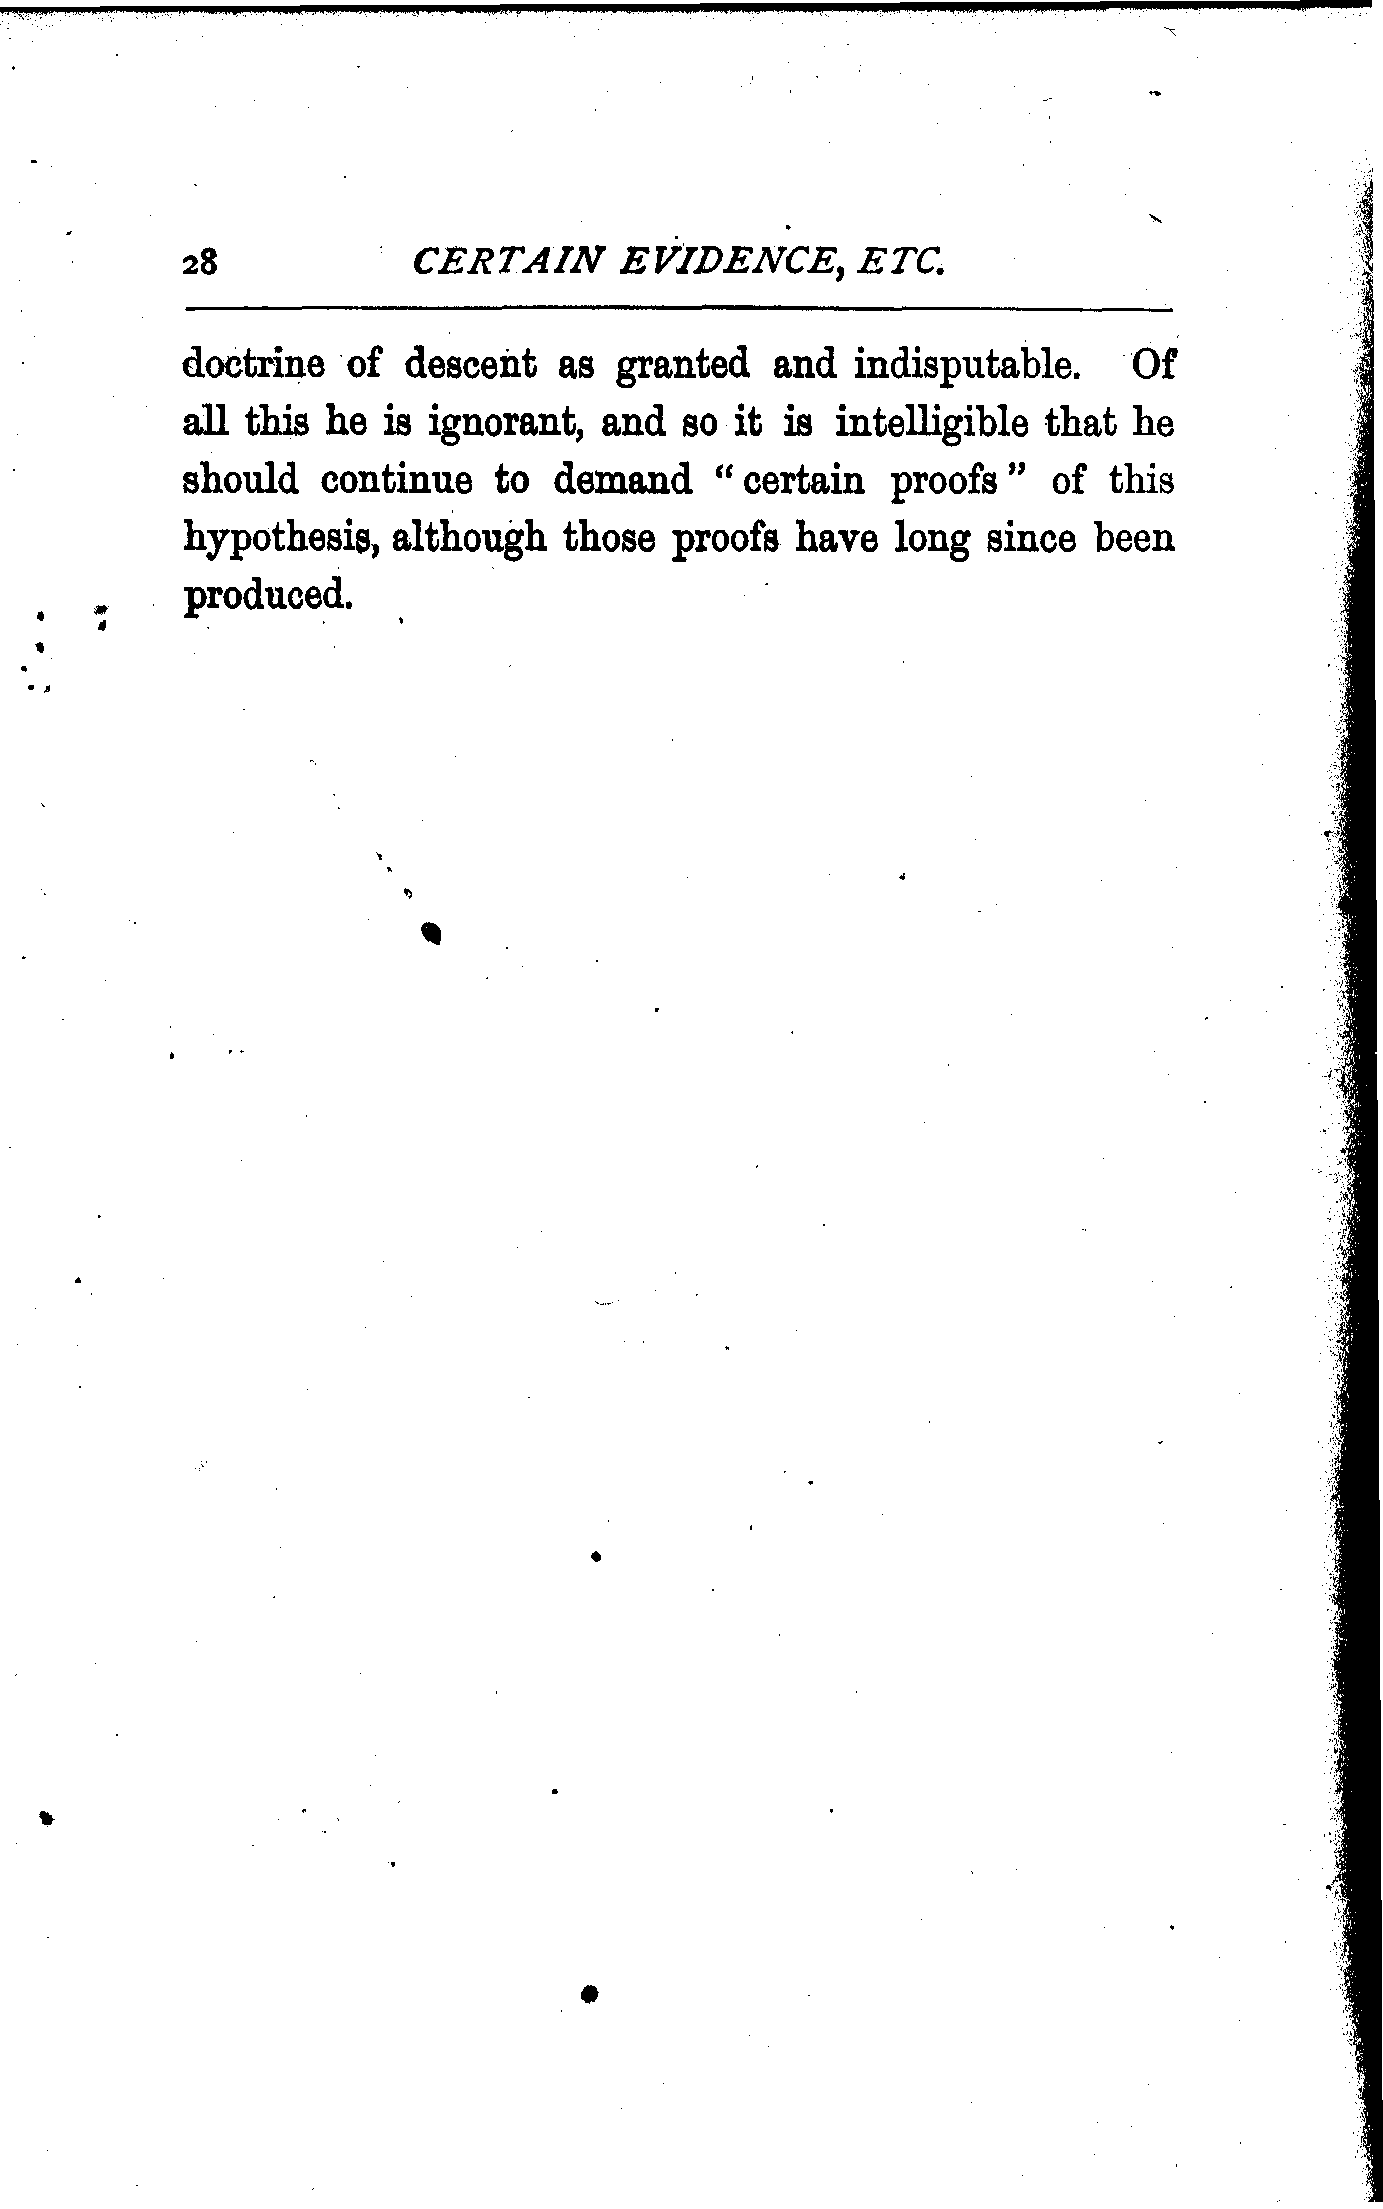 28 CERTAIN EVIDENCE, ETC.
doctrine of descent as granted and indisputable. Of
all this he is ignorant, and so it is intelligible that he
should continue to demand “certain proofs” of this
hypothesis, although those proofs have long since been
produced.